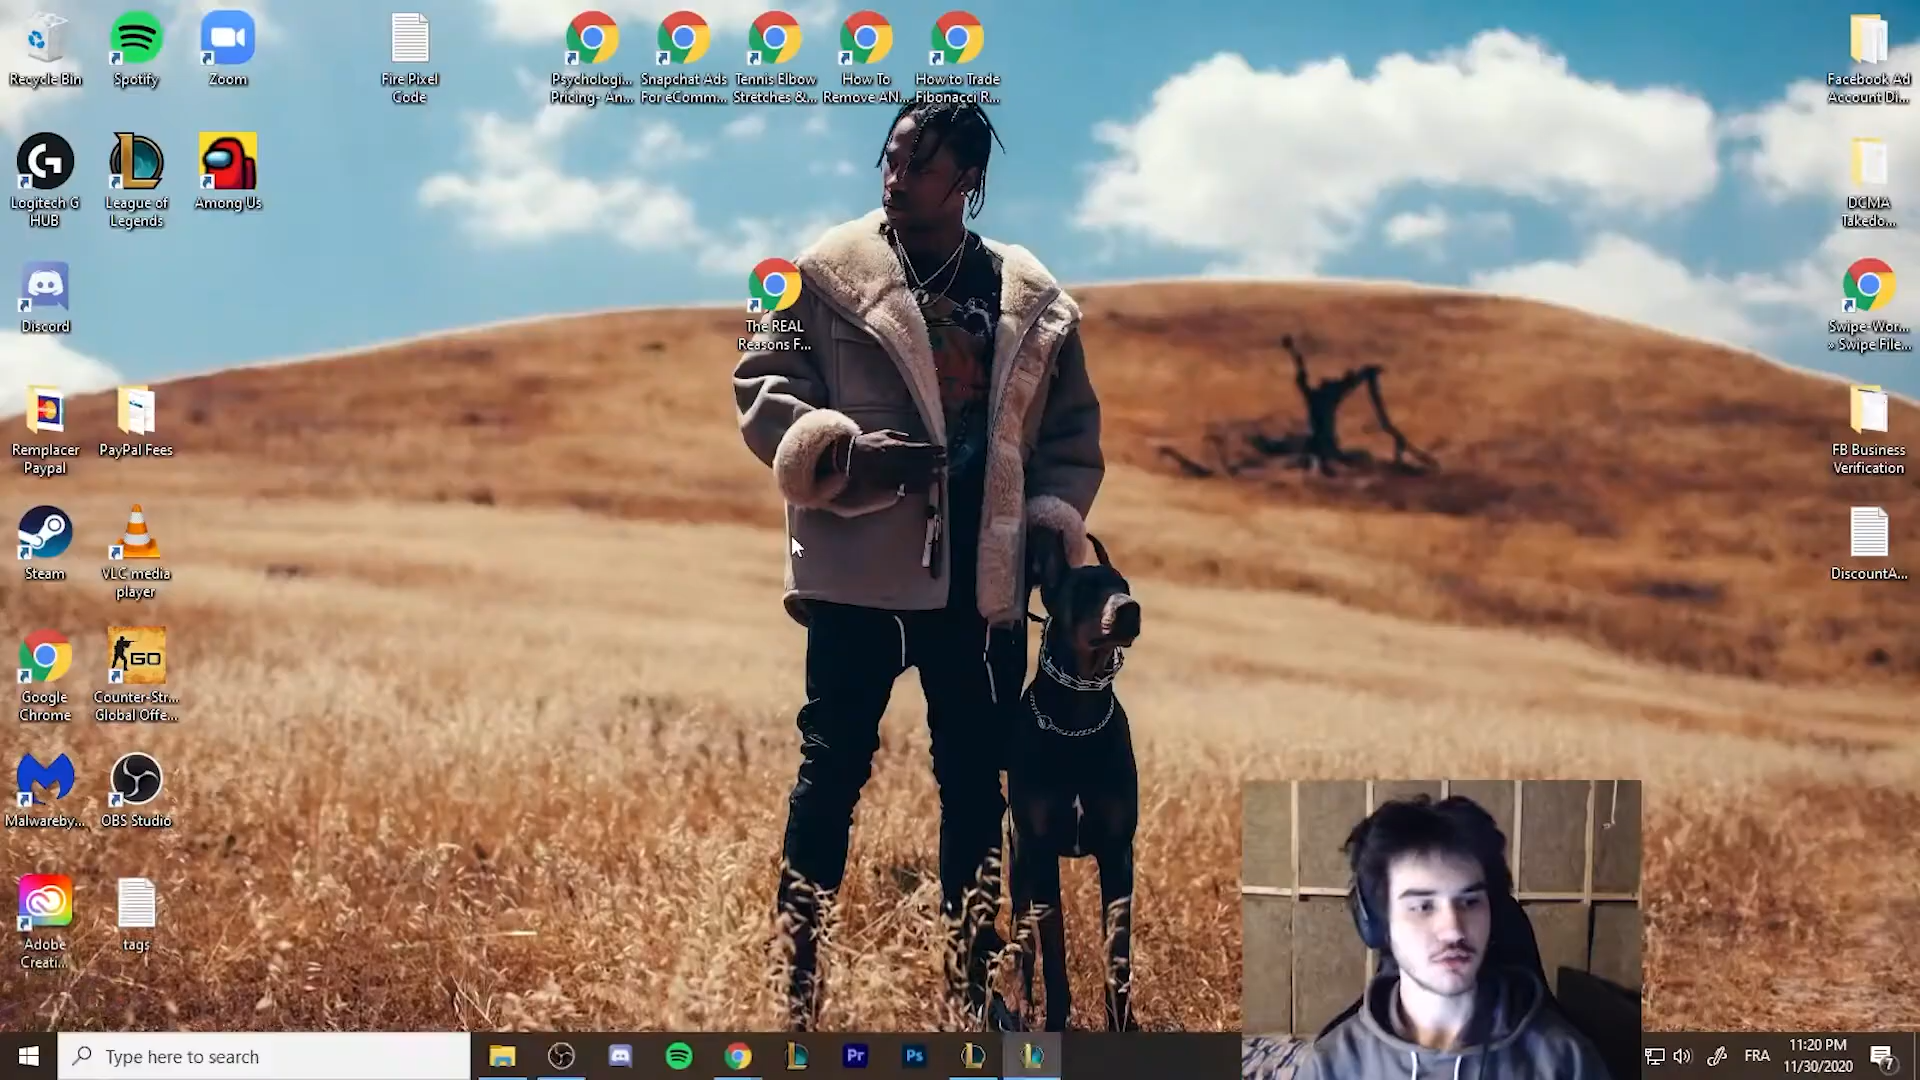 Recycle Bin
Spotify
Zoom
Fire Pixel
Code
Psychologi...
Pricing- An...
Snapchat Ads
For eComm...
Tennis Elbow
Stretches &...
How To
Remove AN...
How to Trade
Fibonacci R...
Facebook Ad
Account Di...
Logitech G
HUB
League of
Legends
Among Us
DCMA
Takedo...
Discord
The REAL
Reasons F...
Swipe-Wor...
» Swipe File...
Remplacer
Paypal
PayPal Fees
FB Business
Verification
Steam
VLC media
player
DiscountA...
Google
Chrome
GO
Counter-Str...
Global Offe...
Malwareby...
OBS Studio
Adobe
Creati...
tags
Type here to search
Pr
Ps
FRA
11:20 PM
11/30/2020
7